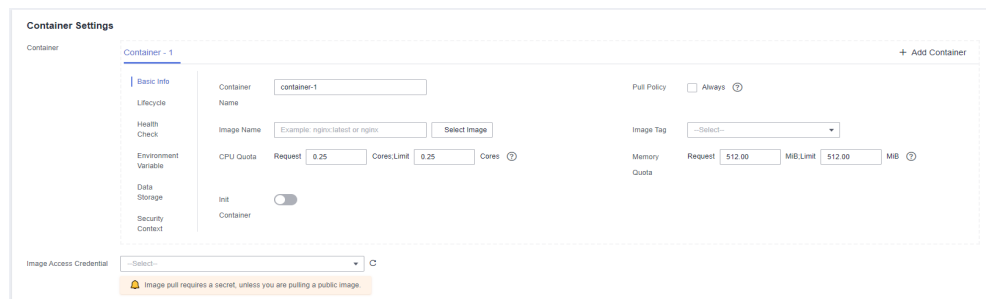 Container Settings
Container
Container - 1
+ Add Container
Basic Info
Lifecycle
Health
Check
Environment
Variable
Data
Storage
Security
Context
Container
Name
container-1
Pull Policy
Always ?
Image Name
Example: nginx:latest or nginx
Select Image
Image Tag
--Select--
CPU Quota
Request 0.25 Cores;Limit 0.25 Cores ?
Memory
Quota
Request 512.00 MiB;Limit 512.00 MiB ?
Init
Container
Image Access Credential
--Select--
Image pull requires a secret, unless you are pulling a public image.